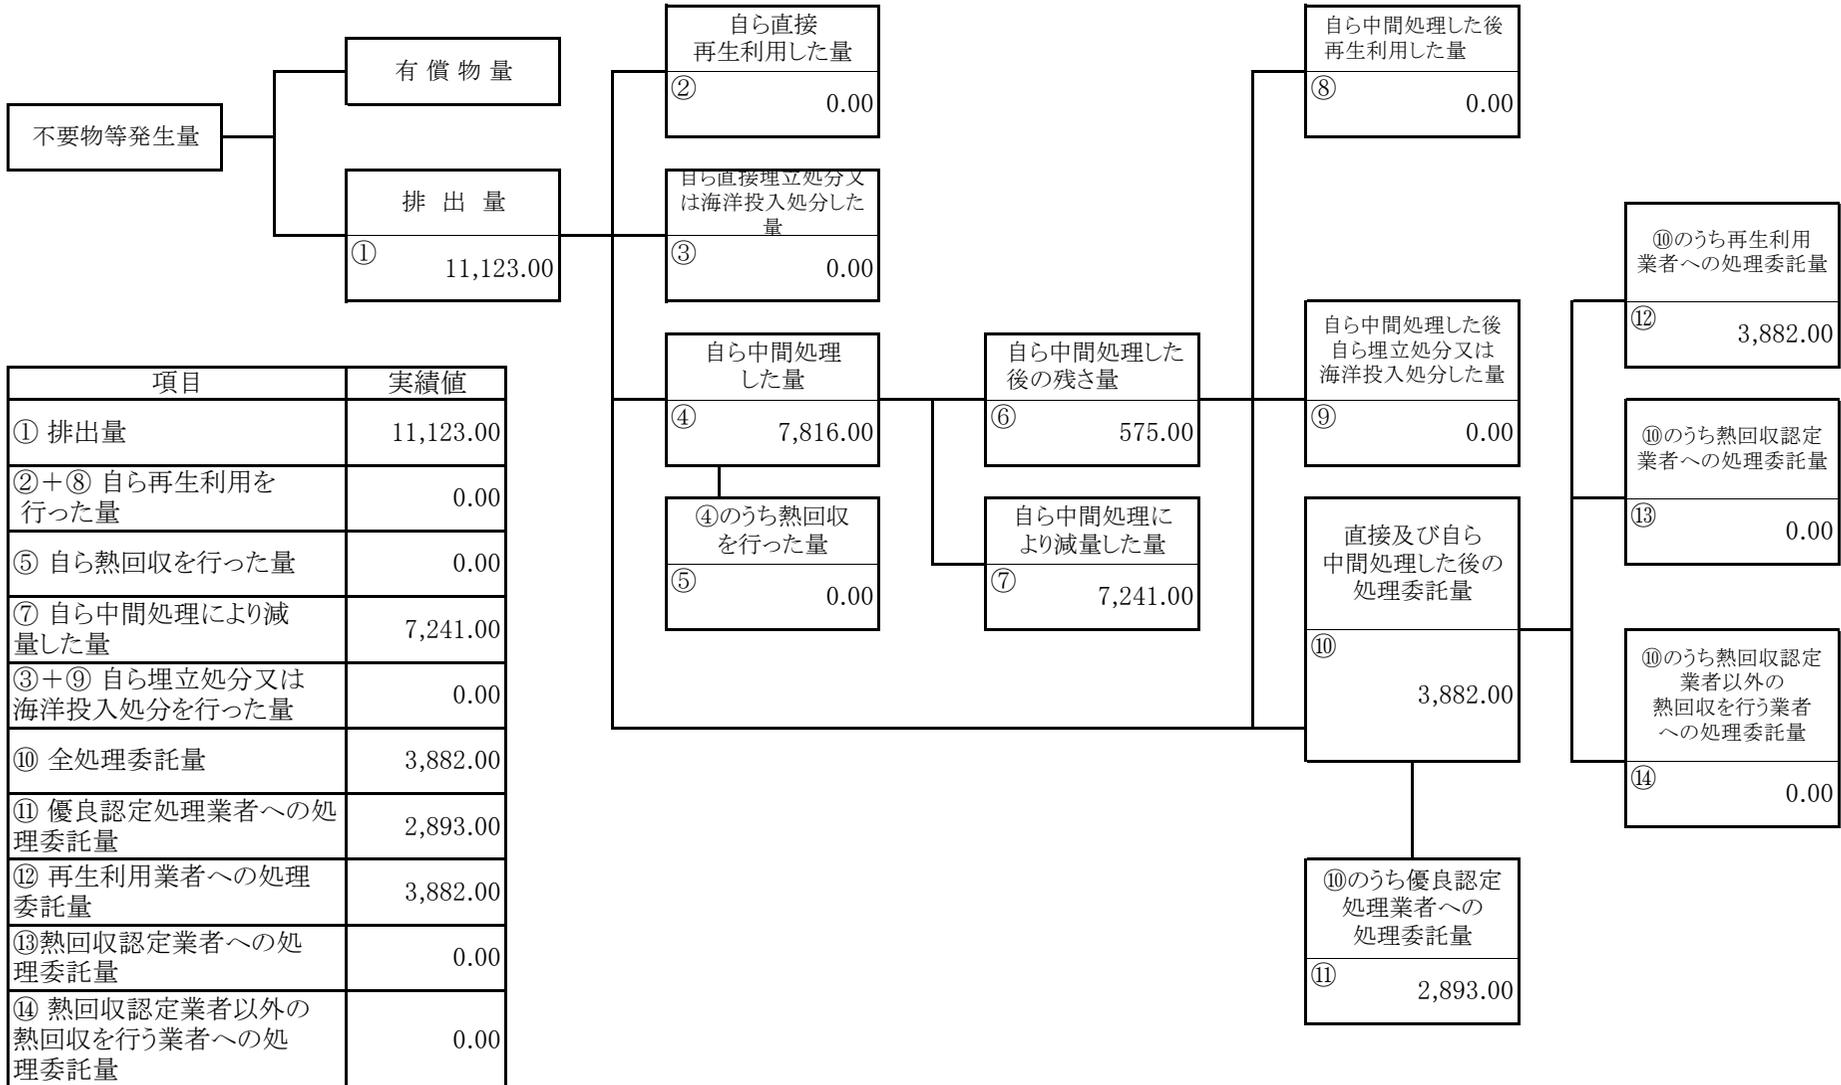 不要物等発生量
有 償 物 量
排 出 量
①
11,123.00
自ら直接
再生利用した量
②
0.00
自ら直接埋立処分又
は海洋投入処分した
量
③
0.00
自ら中間処理
した量
④
7,816.00
④のうち熱回収
を行った量
⑤
0.00
自ら中間処理した
後の残さ量
⑥
575.00
自ら中間処理に
より減量した量
⑦
7,241.00
自ら中間処理した後
再生利用した量
⑧
0.00
自ら中間処理した後
自ら埋立処分又は
海洋投入処分した量
⑨
0.00
直接及び自ら
中間処理した後の
処理委託量
⑩
3,882.00
⑩のうち優良認定
処理業者への
処理委託量
⑪
2,893.00
⑩のうち再生利用
業者への処理委託量
⑫
3,882.00
⑩のうち熱回収認定
業者への処理委託量
⑬
0.00
⑩のうち熱回収認定
業者以外の
熱回収を行う業者
への処理委託量
⑭
0.00
項目 実績値
① 排出量 11,123.00
②＋⑧ 自ら再生利用を
行った量 0.00
⑤ 自ら熱回収を行った量 0.00
⑦ 自ら中間処理により減
量した量 7,241.00
③＋⑨ 自ら埋立処分又は
海洋投入処分を行った量 0.00
⑩ 全処理委託量 3,882.00
⑪ 優良認定処理業者への処
理委託量 2,893.00
⑫ 再生利用業者への処理
委託量 3,882.00
⑬熱回収認定業者への処
理委託量 0.00
⑭ 熱回収認定業者以外の
熱回収を行う業者への処
理委託量 0.00